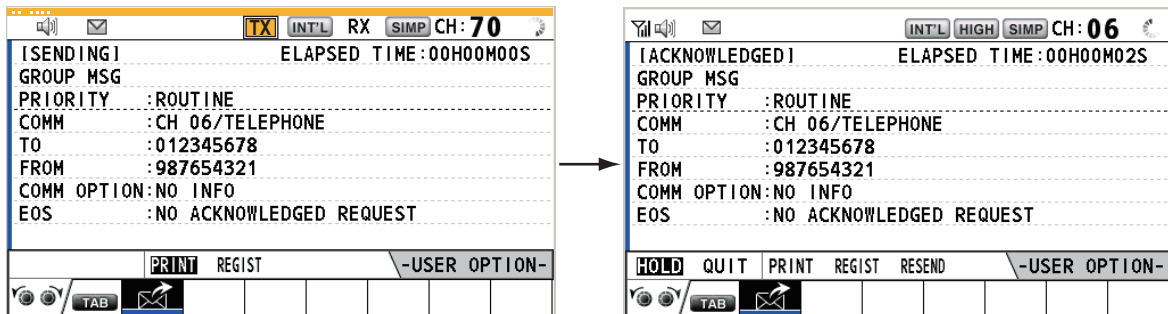 TX INT'L RX SIMP CH:70
[SENDING] ELAPSED TIME:00H00M00S
GROUP MSG
PRIORITY :ROUTINE
COMM :CH 06/TELEPHONE
TO :012345678
FROM :987654321
COMM OPTION:NO INFO
EOS :NO ACKNOWLEDGED REQUEST
PRINT REGIST -USER OPTION-
TAB
INT'L HIGH SIMP CH:06
[ACKNOWLEDGED] ELAPSED TIME:00H00M02S
GROUP MSG
PRIORITY :ROUTINE
COMM :CH 06/TELEPHONE
TO :012345678
FROM :987654321
COMM OPTION:NO INFO
EOS :NO ACKNOWLEDGED REQUEST
HOLD QUIT PRINT REGIST RESEND -USER OPTION-
TAB